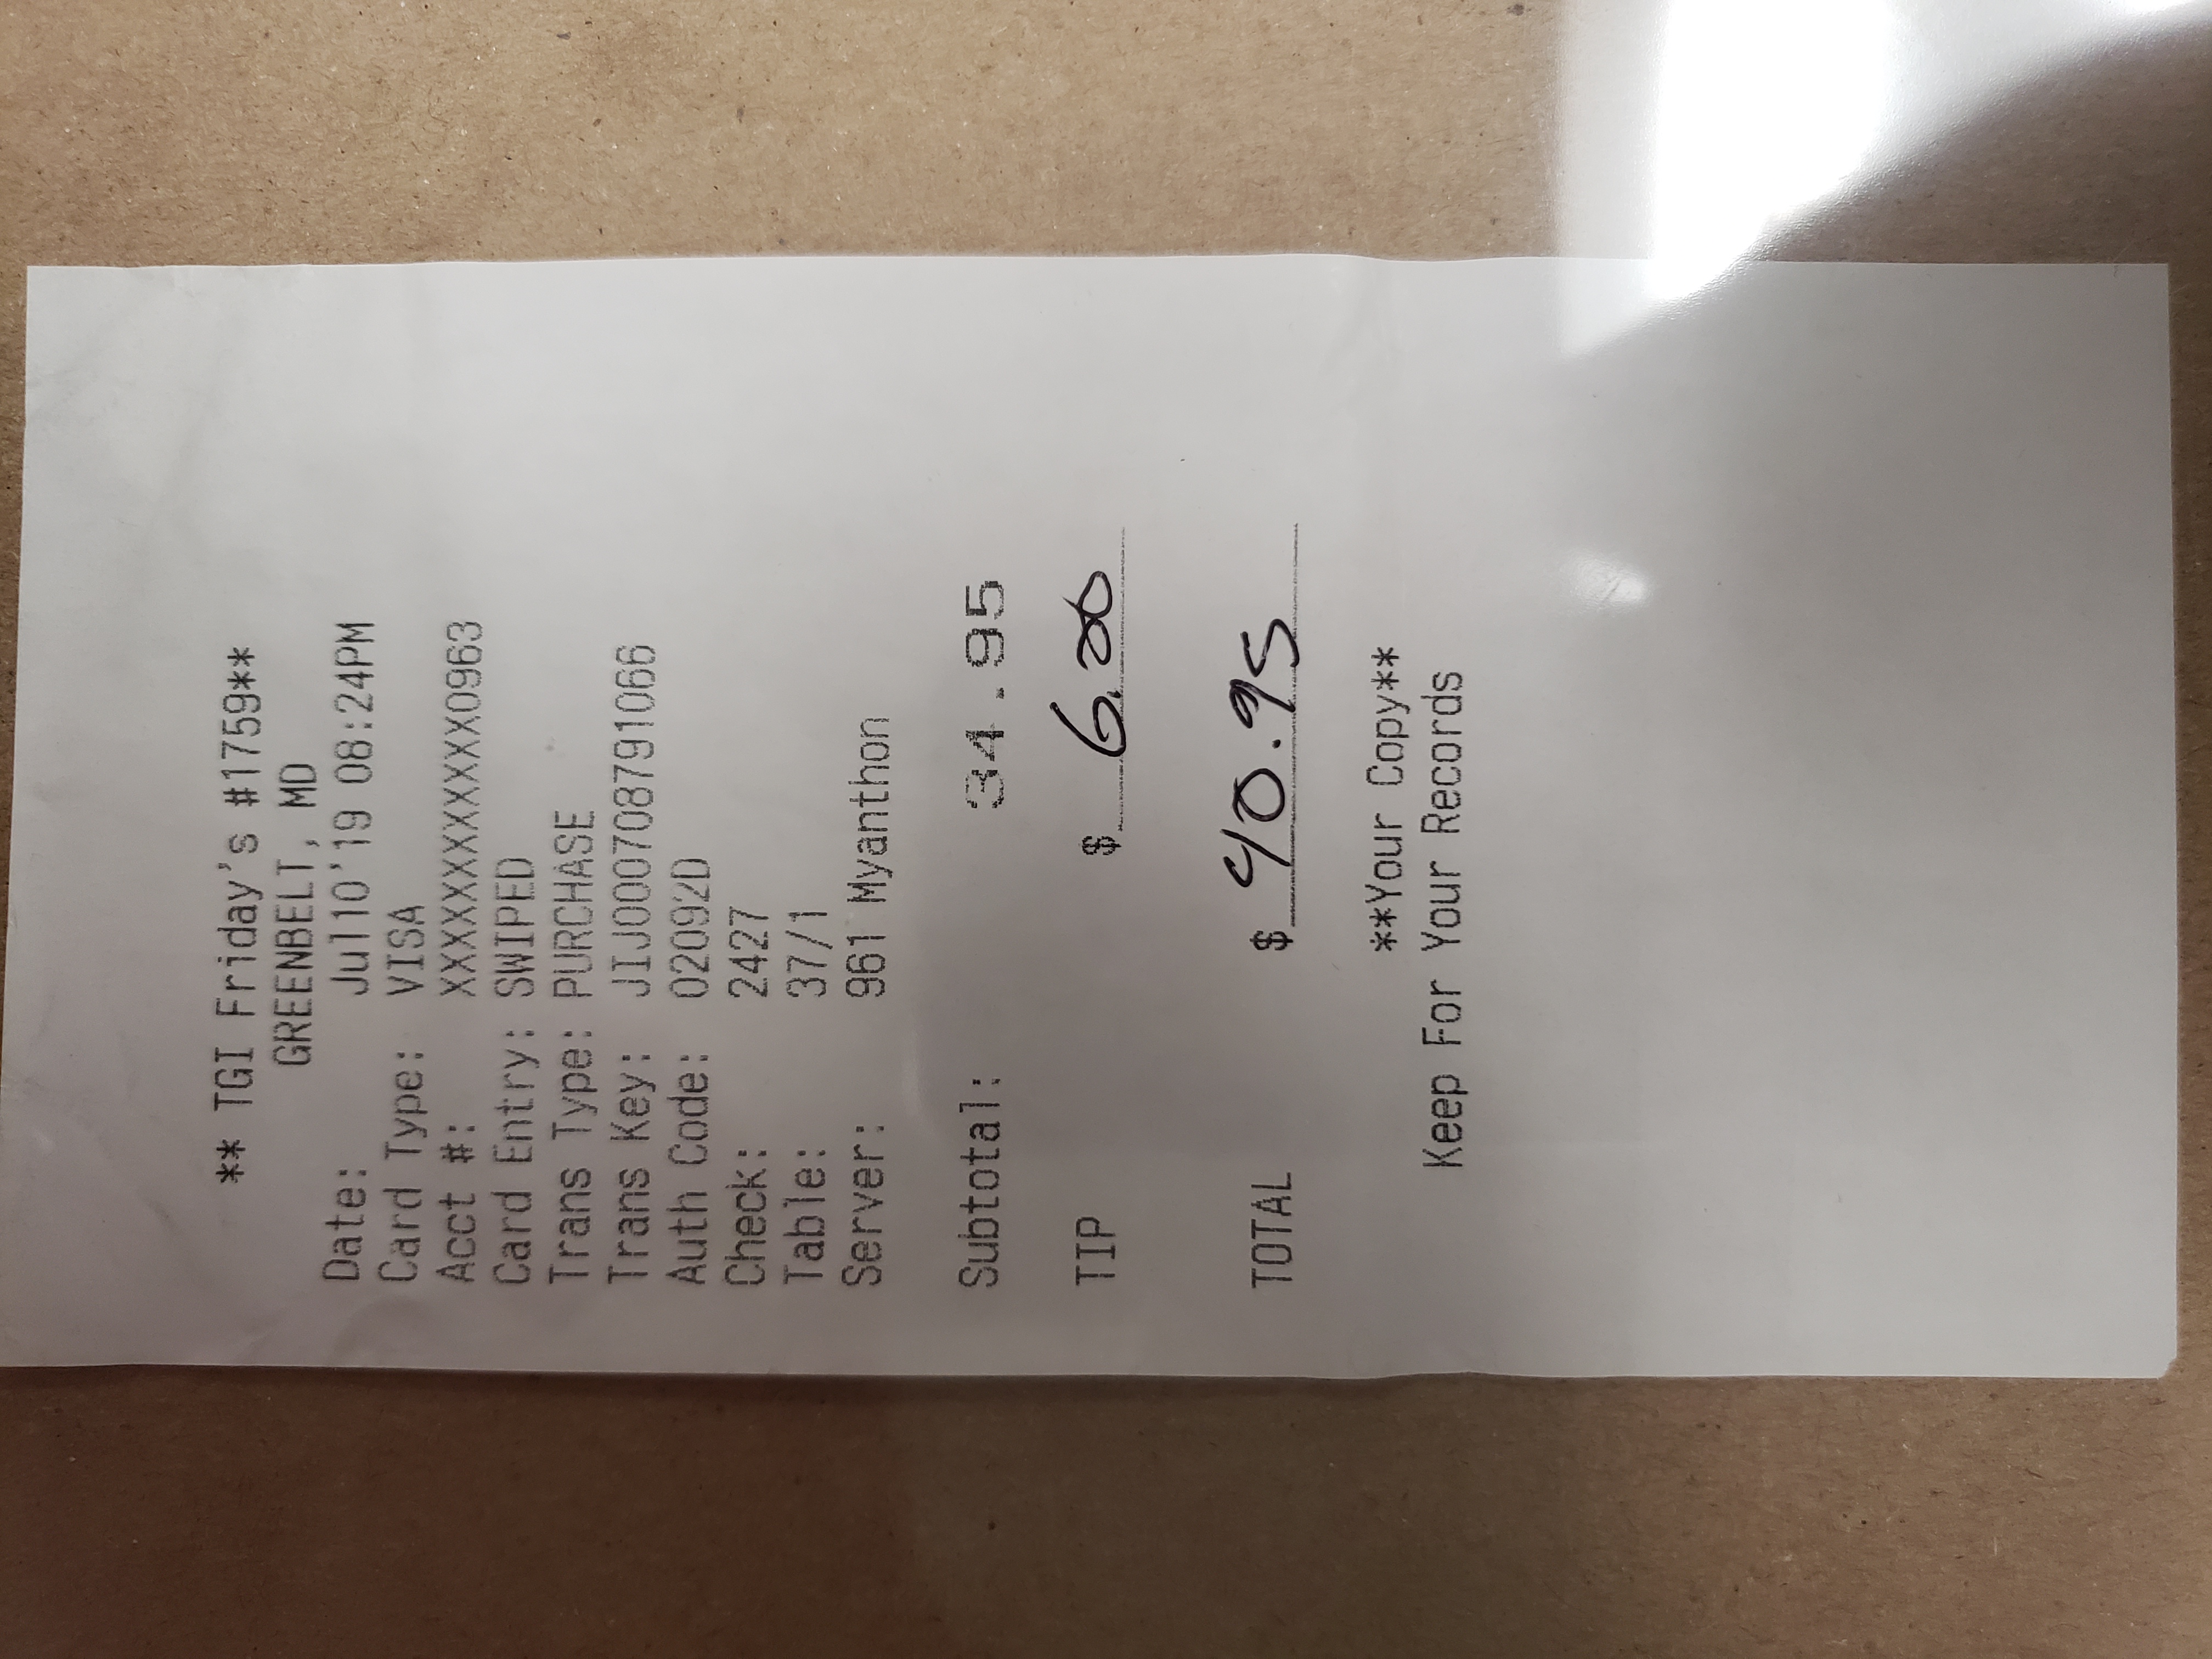 ** TGI Friday's #1759**
GREENBELT, MD
Date: Jul10'19 08:24PM
Card Type: VISA
Acct #: XXXXXXXXXXXX0963
Card Entry: SWIPED
Trans Type: PURCHASE
Trans Key: JIJ000708791066
Auth Code: 02092D
Check: 2427
Table: 37/1
Server: 961 Myanthon
Subtotal: 34.95
TIP $ 6.00
TOTAL $ 40.95
**Your Copy**
Keep For Your Records